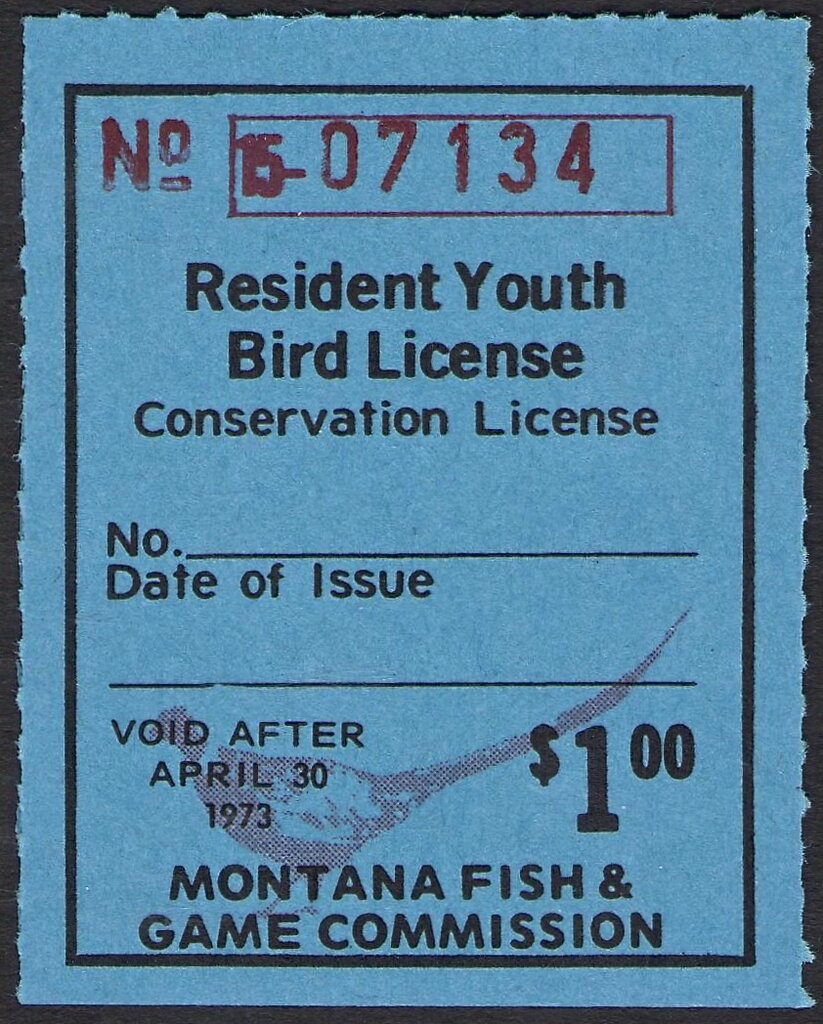 Nº 07134
Resident Youth
Bird License
Conservation License
No.
Date of Issue
VOID AFTER
APRIL 30
1973
$1 00
MONTANA FISH &
GAME COMMISSION